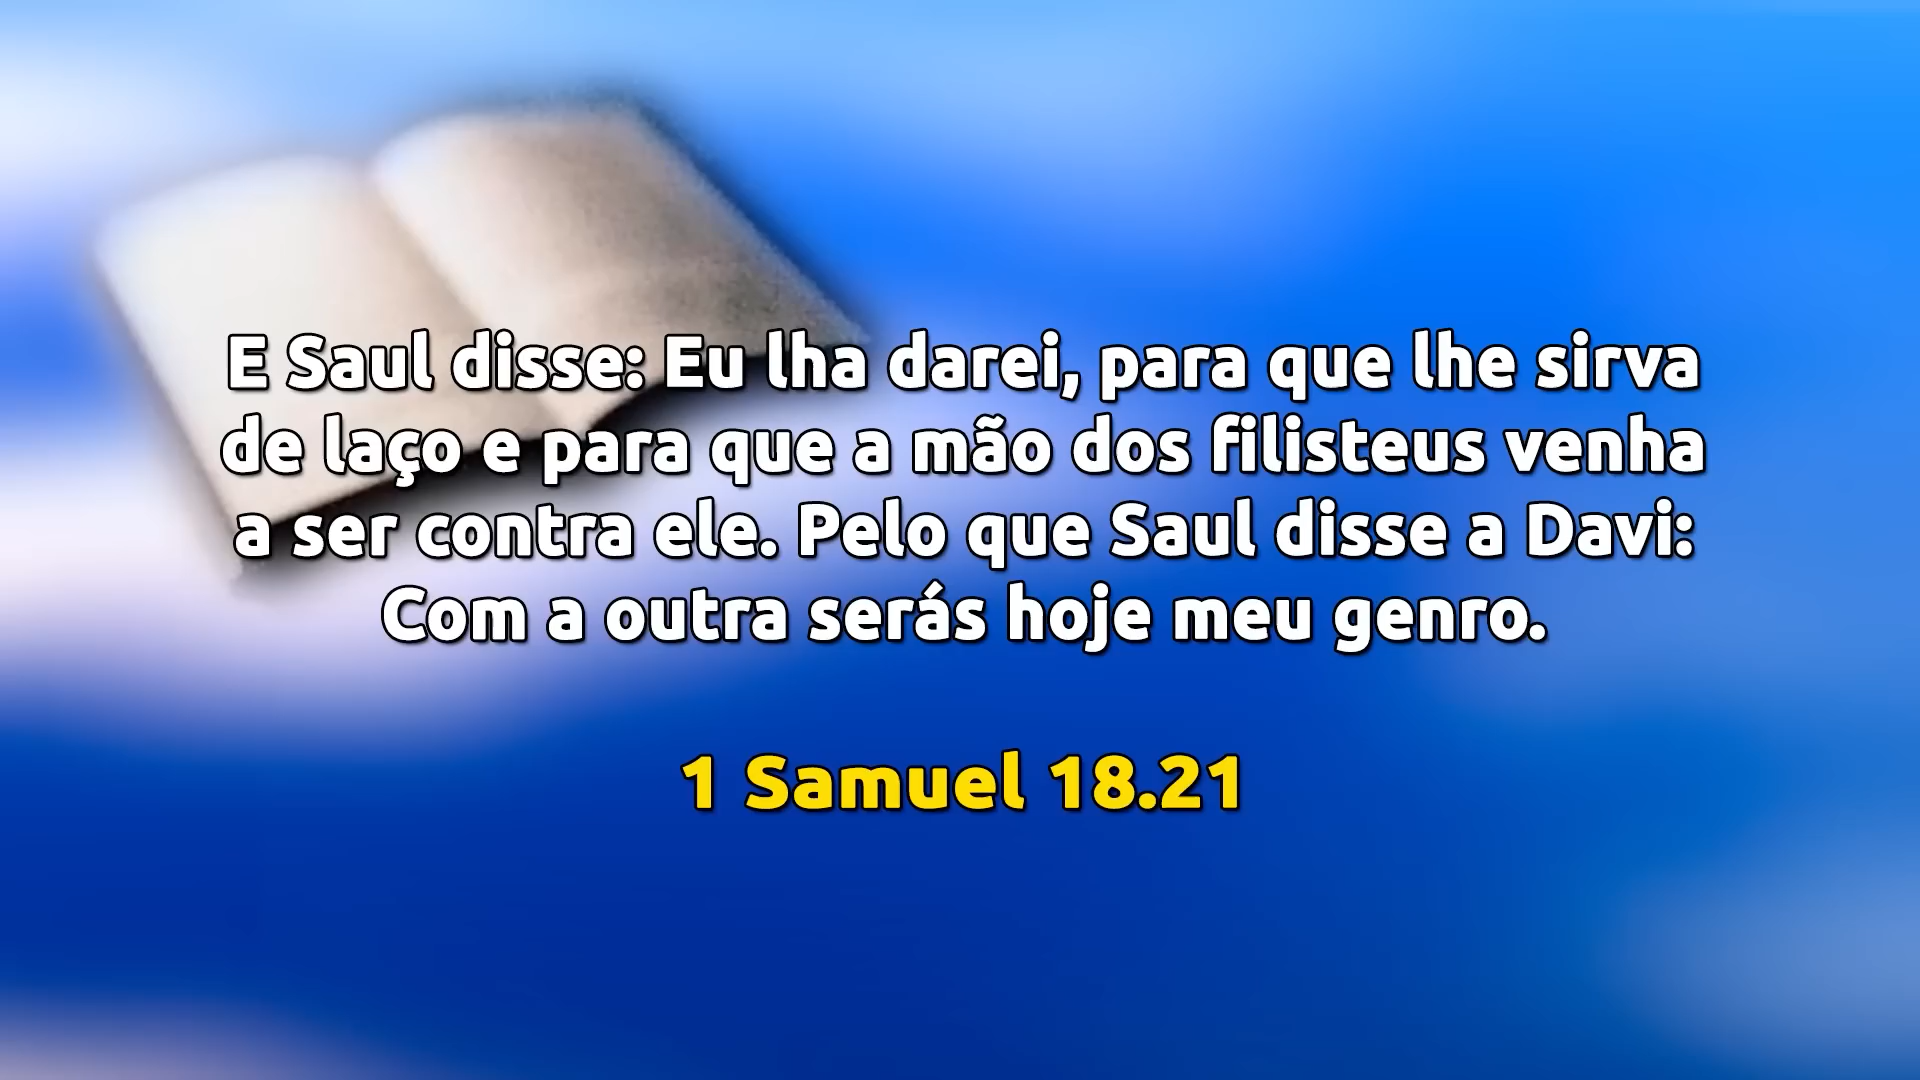 E Saul disse: Eu lha darei, para que lhe sirva
de laço e para que a mão dos filisteus venha
a ser contra ele. Pelo que Saul disse a Davi:
Com a outra serás hoje meu genro.
1 Samuel 18.21